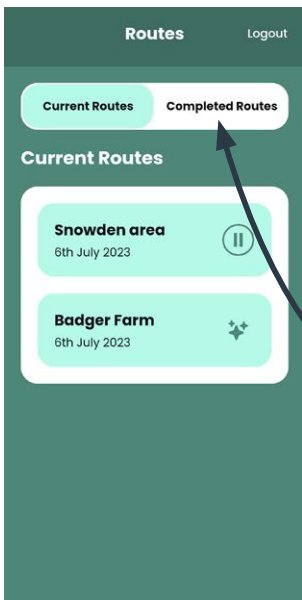 Routes
Logout
Current Routes
Completed Routes
Current Routes
Snowden area
6th July 2023
Badger Farm
6th July 2023